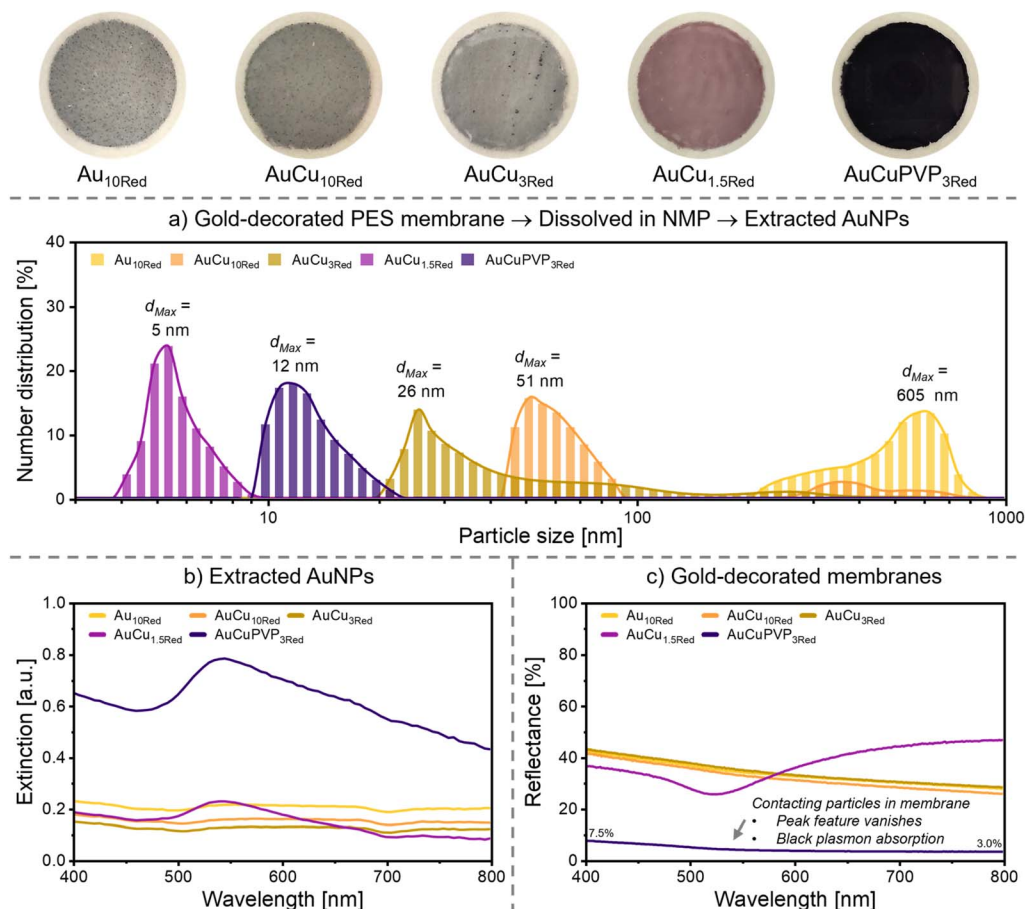 Au10Red
AuCu10Red
AuCu3Red
AuCu1.5Red
AuCuPVP3Red
a) Gold-decorated PES membrane → Dissolved in NMP → Extracted AuNPs
Number distribution [%]
40
30
20
10
0
Au10Red
AuCu10Red
AuCu3Red
AuCu1.5Red
AuCuPVP3Red
dMax =
5 nm
dMax =
12 nm
dMax =
26 nm
dMax =
51 nm
dMax =
605 nm
10
100
1000
Particle size [nm]
b) Extracted AuNPs
Extinction [a.u.]
1.0
0.8
0.6
0.4
0.2
0.0
Au10Red
AuCu10Red
AuCu3Red
AuCu1.5Red
AuCuPVP3Red
400
500
600
700
800
Wavelength [nm]
c) Gold-decorated membranes
Reflectance [%]
100
80
60
40
20
0
Au10Red
AuCu10Red
AuCu3Red
AuCu1.5Red
AuCuPVP3Red
Contacting particles in membrane
• Peak feature vanishes
• Black plasmon absorption
7.5%
3.0%
400
500
600
700
800
Wavelength [nm]